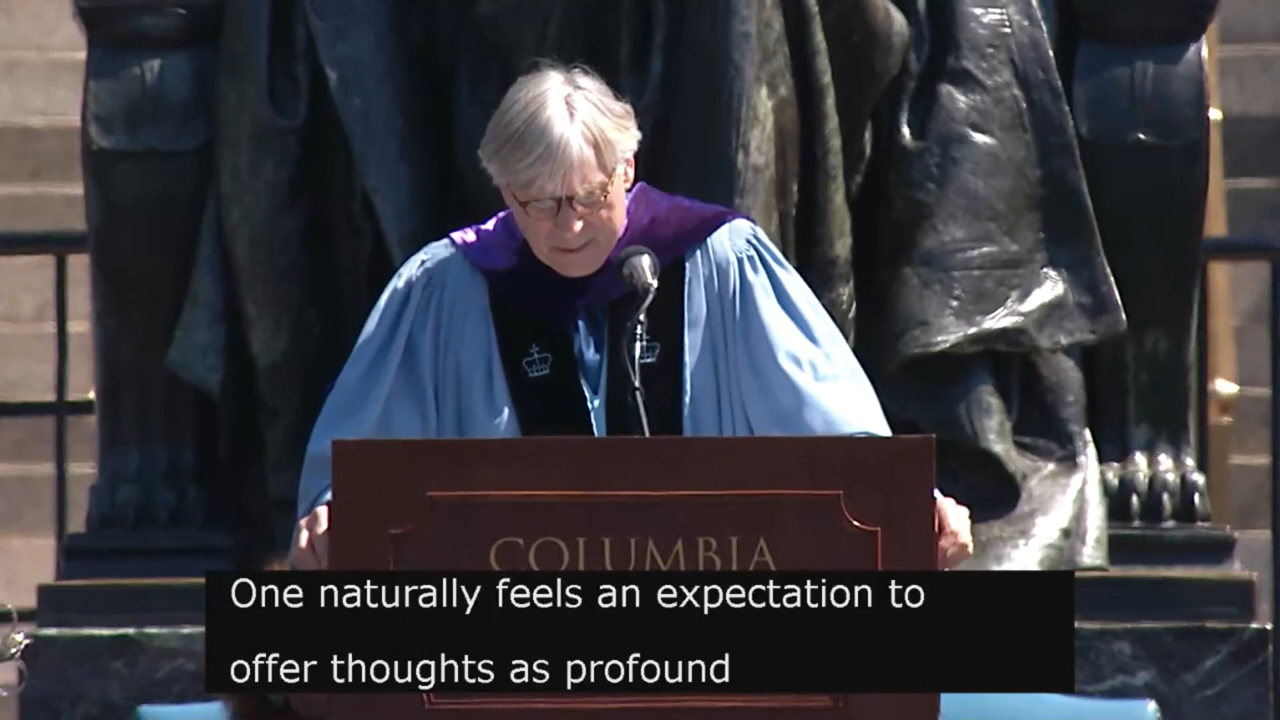 COLUMBIA
One naturally feels an expectation to
offer thoughts as profound